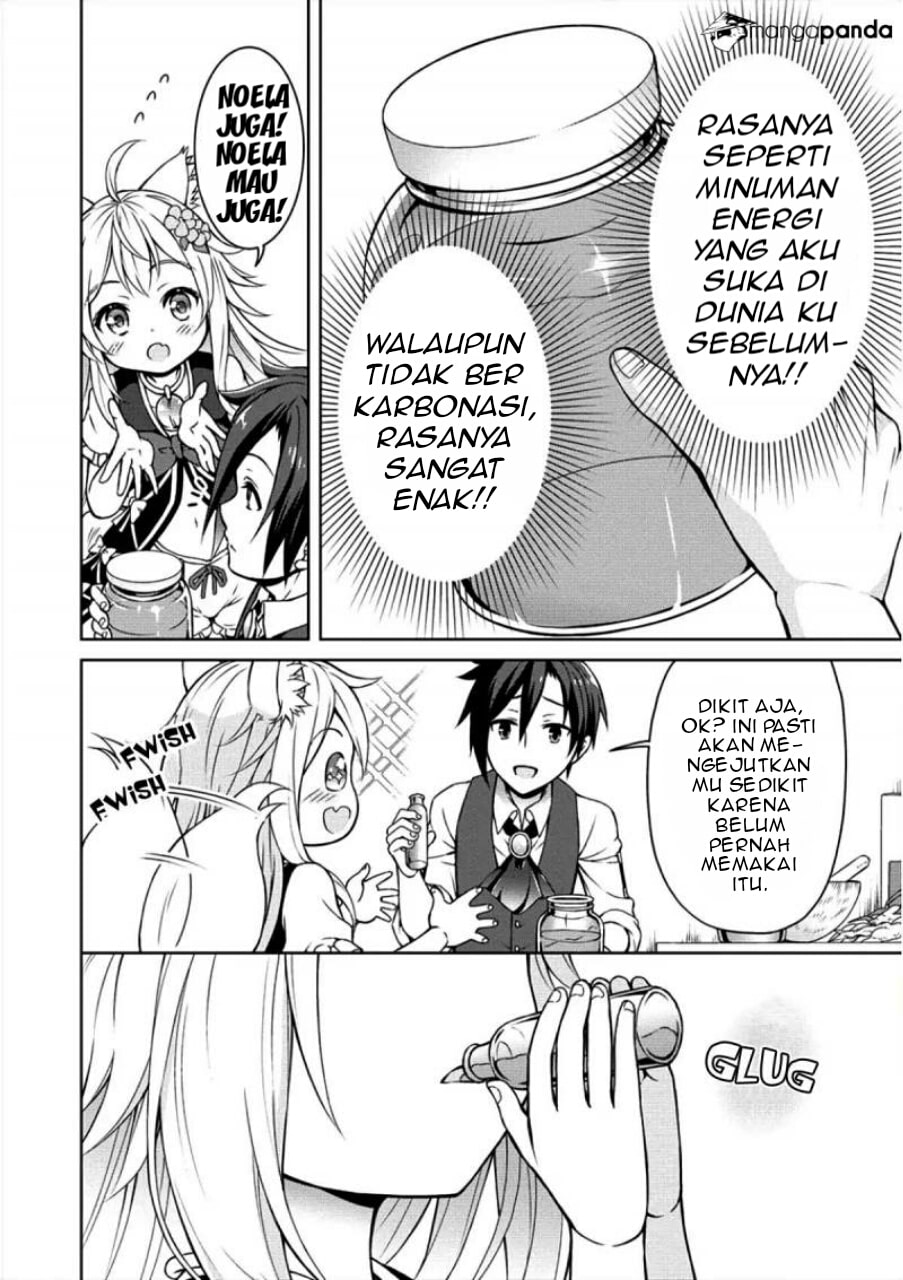 mangapanda
RASANYA
SEPERTI
MINUMAN
ENERGI
YANG AKU
SUKA DI
DUNIA KU
SEBELUM-
NYA!!
WALAUPUN
TIDAK BER
KARBONASI,
RASANYA
SANGAT
ENAK!!
NOELA
JUGA!
NOELA
MAU
JUGA!
DIKIT AJA,
OK? INI PASTI
AKAN ME-
NGEJUTKAN
MU SEDIKIT
KARENA
BELUM
PERNAH
MEMAKAI
ITU.
FWISH
FWISH
GLUG